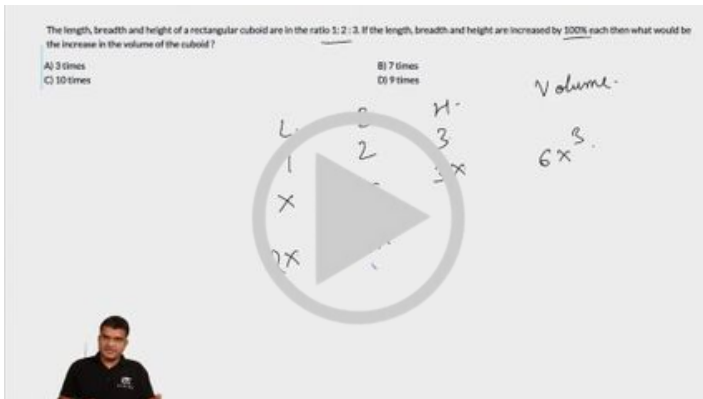 The length, breadth and height of a rectangular cuboid are in the ratio 1: 2 : 3. If the length, breadth and height are increased by 100% each then what would be
the increase in the volume of the cuboid ?
A) 3 times B) 7 times
C) 10 times D) 9 times
Volume.
L. H.
1 2 3
x 3x 6x³.
2x